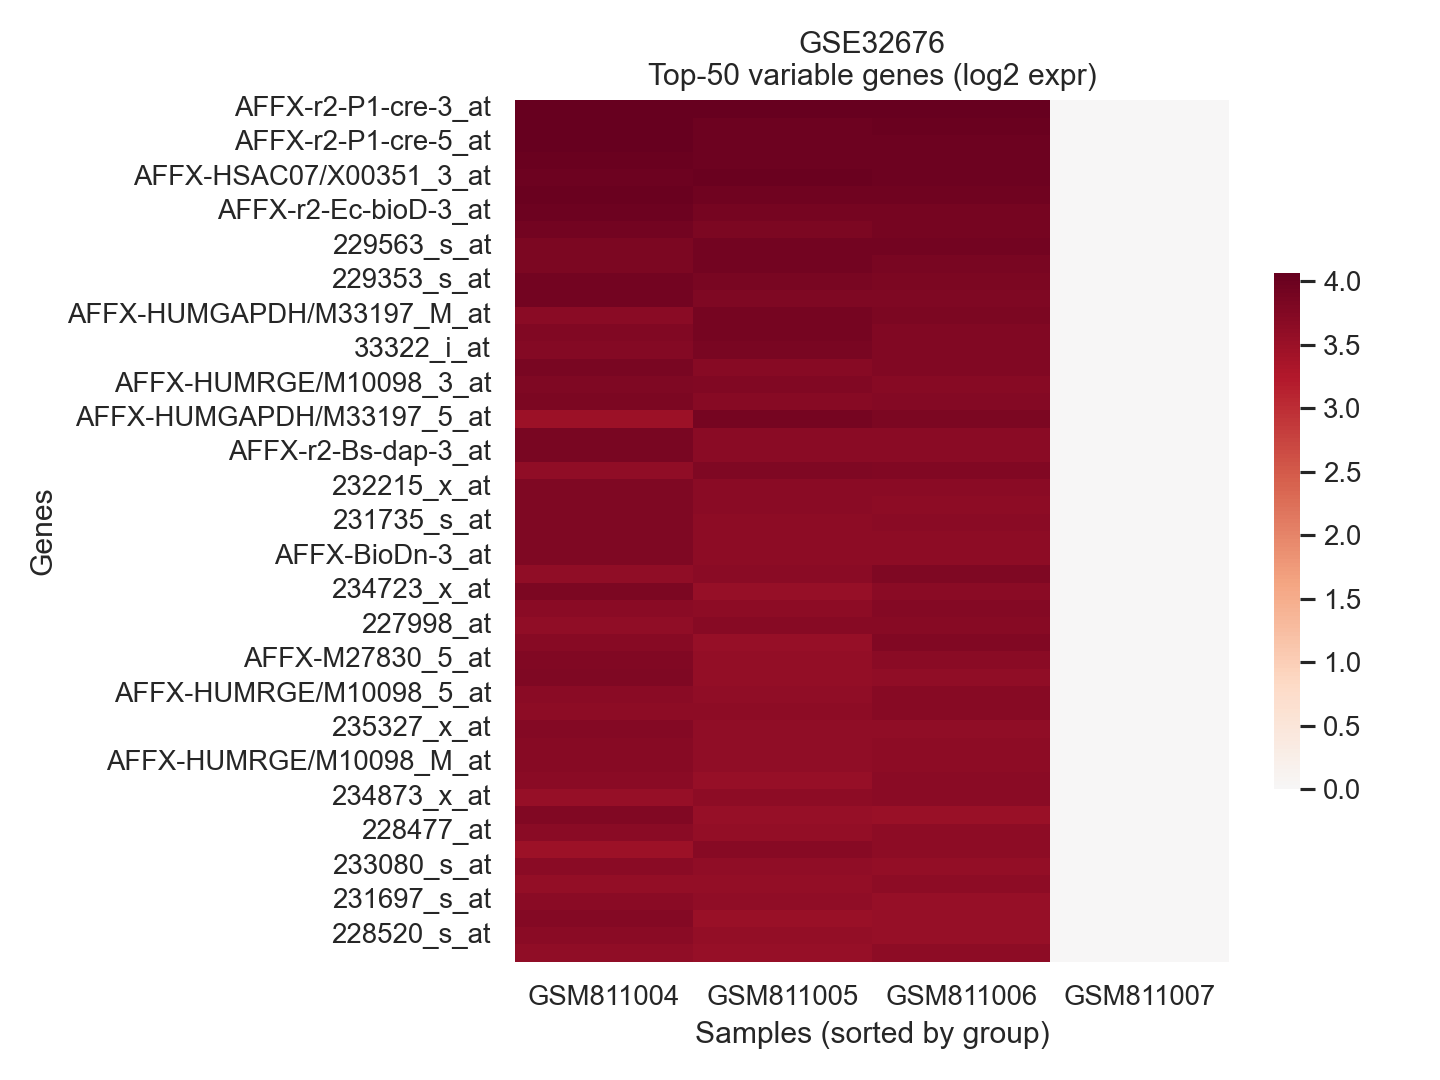 GSE32676
Top-50 variable genes (log2 expr)
AFFX-r2-P1-cre-3_at
AFFX-r2-P1-cre-5_at
AFFX-HSAC07/X00351_3_at
AFFX-r2-Ec-bioD-3_at
229563_s_at
229353_s_at
AFFX-HUMGAPDH/M33197_M_at
33322_i_at
AFFX-HUMRGE/M10098_3_at
AFFX-HUMGAPDH/M33197_5_at
AFFX-r2-Bs-dap-3_at
232215_x_at
231735_s_at
AFFX-BioDn-3_at
234723_x_at
227998_at
AFFX-M27830_5_at
AFFX-HUMRGE/M10098_5_at
235327_x_at
AFFX-HUMRGE/M10098_M_at
234873_x_at
228477_at
233080_s_at
231697_s_at
228520_s_at
Genes
GSM811004 GSM811005 GSM811006 GSM811007
Samples (sorted by group)
4.0
3.5
3.0
2.5
2.0
1.5
1.0
0.5
0.0